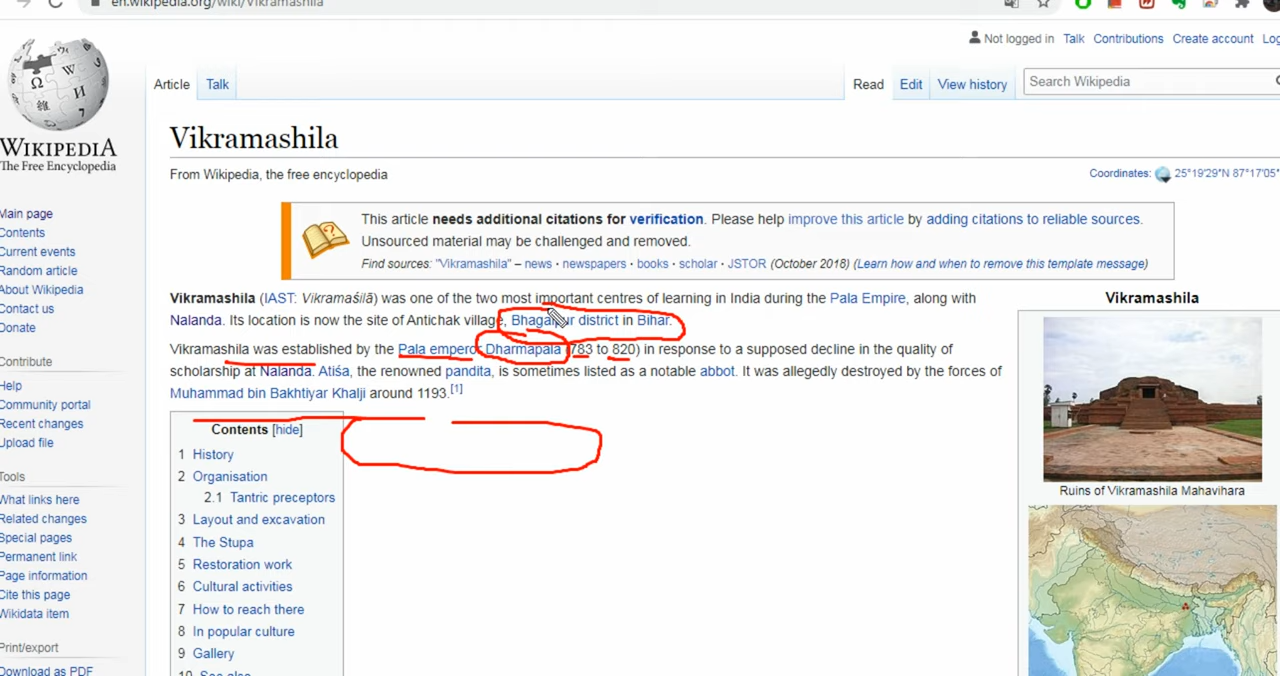 en.wikipedia.org/wiki/Vikramashila
Not logged in Talk Contributions Create account
WIKIPEDIA
The Free Encyclopedia
Article Talk Read Edit View history Search Wikipedia
Vikramashila
From Wikipedia, the free encyclopedia
Coordinates: 25°19′29″N 87°17′05″
Main page
Contents
Current events
Random article
About Wikipedia
Contact us
Donate
Contribute
Help
Community portal
Recent changes
Upload file
Tools
What links here
Related changes
Special pages
Permanent link
Page information
Cite this page
Wikidata item
Print/export
Download as PDF
This article needs additional citations for verification. Please help improve this article by adding citations to reliable sources.
Unsourced material may be challenged and removed.
Find sources: "Vikramashila" – news · newspapers · books · scholar · JSTOR (October 2018) (Learn how and when to remove this template message)
Vikramashila (IAST: Vikramaśilā) was one of the two most important centres of learning in India during the Pala Empire, along with
Nalanda. Its location is now the site of Antichak village, Bhagalpur district in Bihar.
Vikramashila was established by the Pala emperor Dharmapala (783 to 820) in response to a supposed decline in the quality of
scholarship at Nalanda. Atiśa, the renowned pandita, is sometimes listed as a notable abbot. It was allegedly destroyed by the forces of
Muhammad bin Bakhtiyar Khalji around 1193.[1]
Contents [hide]
1 History
2 Organisation
2.1 Tantric preceptors
3 Layout and excavation
4 The Stupa
5 Restoration work
6 Cultural activities
7 How to reach there
8 In popular culture
9 Gallery
10 See also
Vikramashila
Ruins of Vikramashila Mahavihara